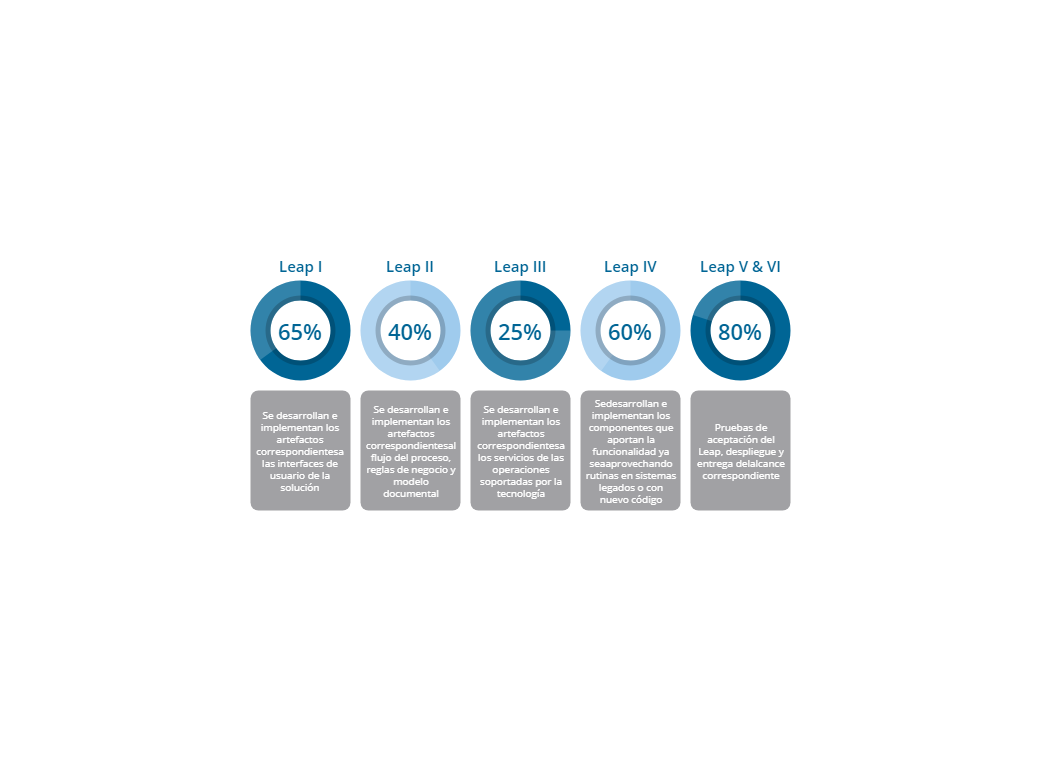 Leap I
65%
Se desarrollan e
implementan los
artefactos
correspondientesa
las interfaces de
usuario de la
solución
Leap II
40%
Se desarrollan e
implementan los
artefactos
correspondientesal
flujo del proceso,
reglas de negocio y
modelo
documental
Leap III
25%
Se desarrollan e
implementan los
artefactos
correspondientesa
los servicios de las
operaciones
soportadas por la
tecnología
Leap IV
60%
Sedesarrollan e
implementan los
componentes que
aportan la
funcionalidad ya
seaaprovechando
rutinas en sistemas
legados o con
nuevo código
Leap V & VI
80%
Pruebas de
aceptación del
Leap, despliegue y
entrega delalcance
correspondiente